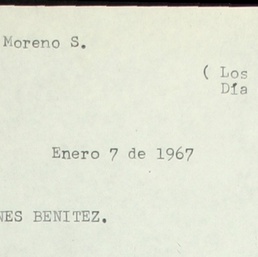 Moreno S.
( Los
Día
Enero 7 de 1967
NES BENITEZ.